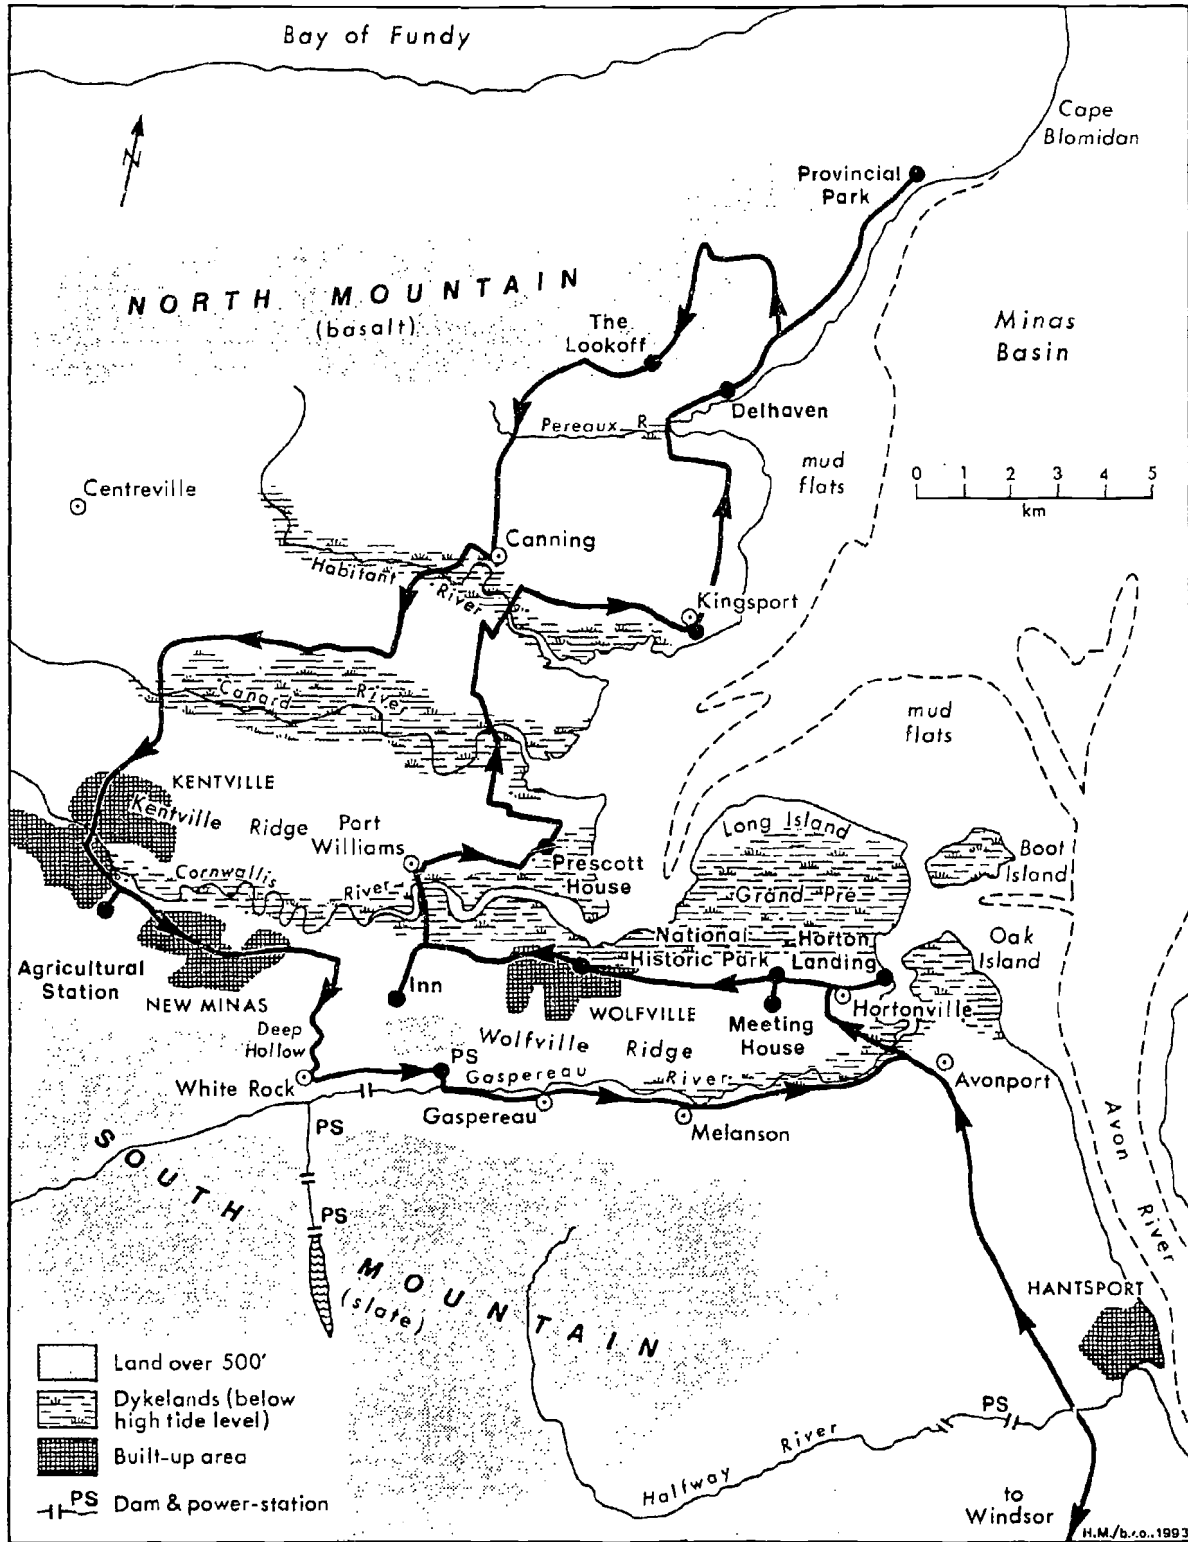 Bay of Fundy
N
Cape
Blomidan
Provincial
Park
NORTH MOUNTAIN
(basalt)
The
Lookoff
Minas
Basin
Delhaven
Pereaux R
mud
flats
0 1 2 3 4 5
km
Centreville
Canning
Habitant
River
Kingsport
Canard River
mud
flats
KENTVILLE
Kentville Ridge
Port
Williams
Long Island
Boot
Island
Cornwallis
River
Prescott
House
Grand Pré
National
Historic Park
Horton
Landing
Oak
Island
Agricultural
Station
NEW MINAS
Inn
WOLFVILLE
Meeting
House
Hortonville
Deep
Hollow
Wolfville Ridge
White Rock
PS
Gaspereau River
Avonport
Gaspereau
Melanson
PS
PS
SOUTH MOUNTAIN
(slate)
Avon River
HANTSPORT
Land over 500'
Dykelands (below
high tide level)
Built-up area
PS Dam & power-station
PS
Halfway River
to
Windsor
H.M./b.r.o..1993